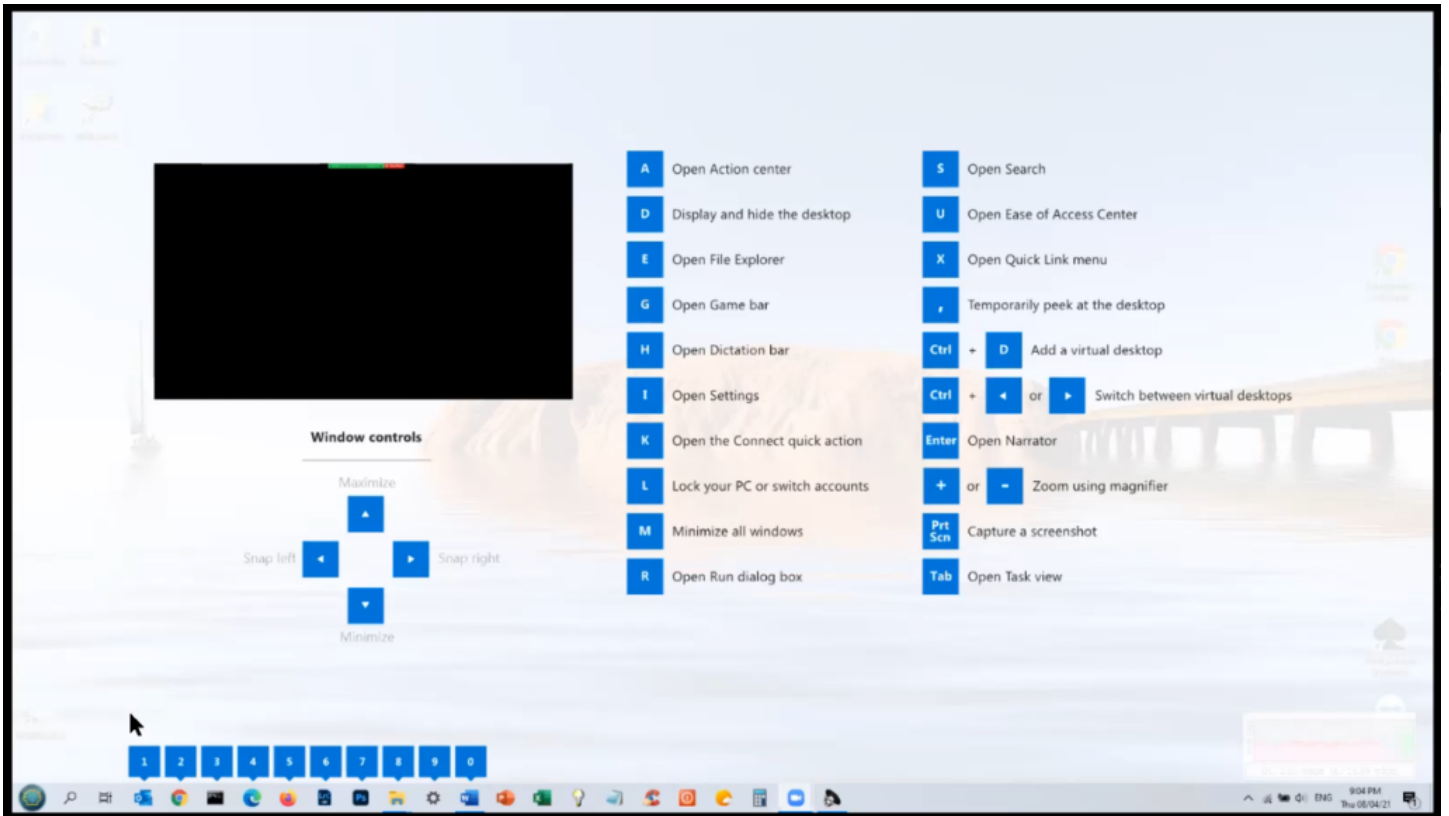 A Open Action center
D Display and hide the desktop
E Open File Explorer
G Open Game bar
H Open Dictation bar
I Open Settings
K Open the Connect quick action
L Lock your PC or switch accounts
M Minimize all windows
R Open Run dialog box
S Open Search
U Open Ease of Access Center
X Open Quick Link menu
, Temporarily peek at the desktop
Ctrl + D Add a virtual desktop
Ctrl + ◄ or ► Switch between virtual desktops
Enter Open Narrator
+ or - Zoom using magnifier
Prt Scn Capture a screenshot
Tab Open Task view
Window controls
Maximize
Snap left
Snap right
Minimize
1 2 3 4 5 6 7 8 9 0
Ps
ENG
9:04 PM
Thu 08/04/21